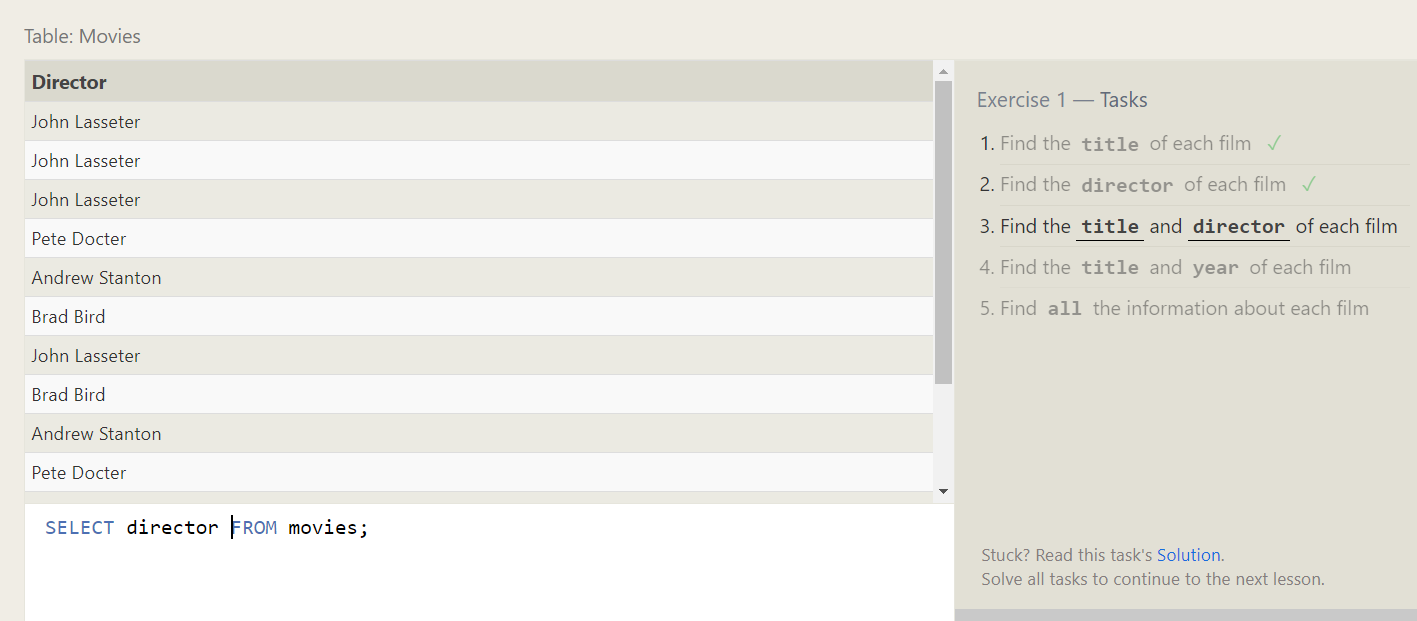 Table: Movies
Director
John Lasseter
John Lasseter
John Lasseter
Pete Docter
Andrew Stanton
Brad Bird
John Lasseter
Brad Bird
Andrew Stanton
Pete Docter
SELECT director FROM movies;
Exercise 1 — Tasks
1. Find the title of each film ✓
2. Find the director of each film ✓
3. Find the title and director of each film
4. Find the title and year of each film
5. Find all the information about each film
Stuck? Read this task's Solution.
Solve all tasks to continue to the next lesson.